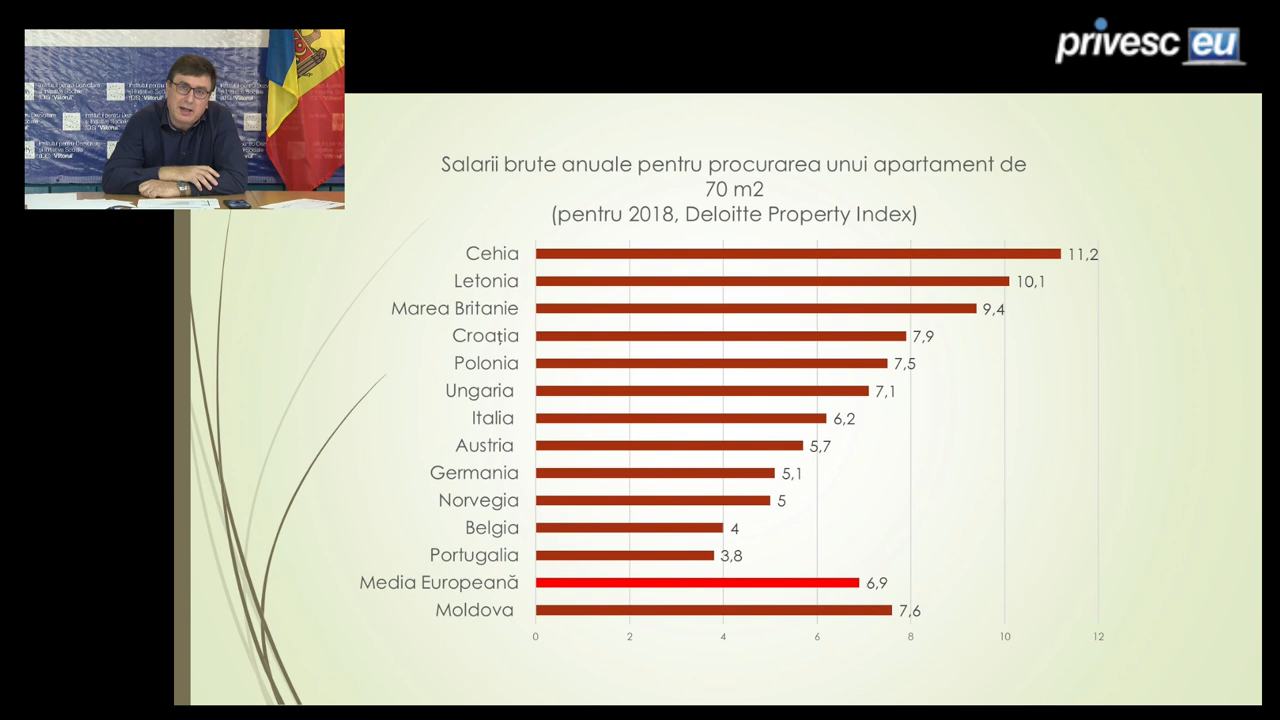 privesc eu
Salarii brute anuale pentru procurarea unui apartament de
70 m2
(pentru 2018, Deloitte Property Index)
Cehia 11,2
Letonia 10,1
Marea Britanie 9,4
Croația 7,9
Polonia 7,5
Ungaria 7,1
Italia 6,2
Austria 5,7
Germania 5,1
Norvegia 5
Belgia 4
Portugalia 3,8
Media Europeană 6,9
Moldova 7,6
0 2 4 6 8 10 12